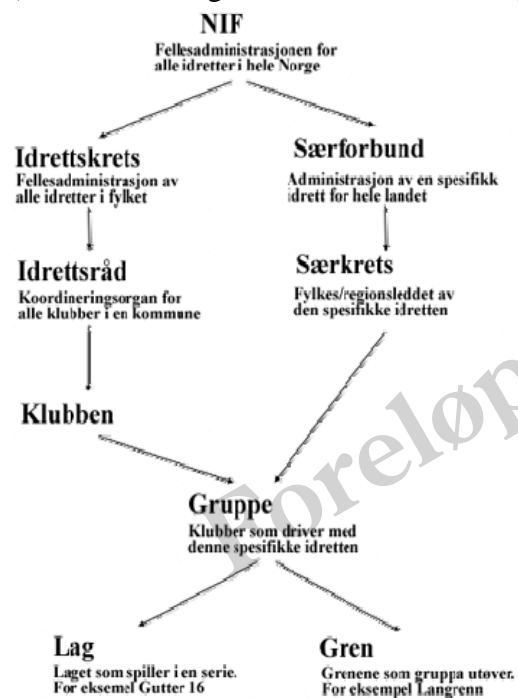 NIF
Fellesadministrasjonen for
alle idretter i hele Norge
Idrettskrets
Fellesadministrasjon av
alle idretter i fylket
Særforbund
Administrasjon av en spesifikk
idrett for hele landet
Idrettsråd
Koordineringsorgan for
alle klubber i en kommune
Særkrets
Fylkes/regionsleddet av
den spesifikke idretten
Klubben
Foreløp
Gruppe
Klubber som driver med
denne spesifikke idretten
Lag
Laget som spiller i en serie.
For eksemel Gutter 16
Gren
Grenene som gruppa utøver.
For eksempel Langrenn